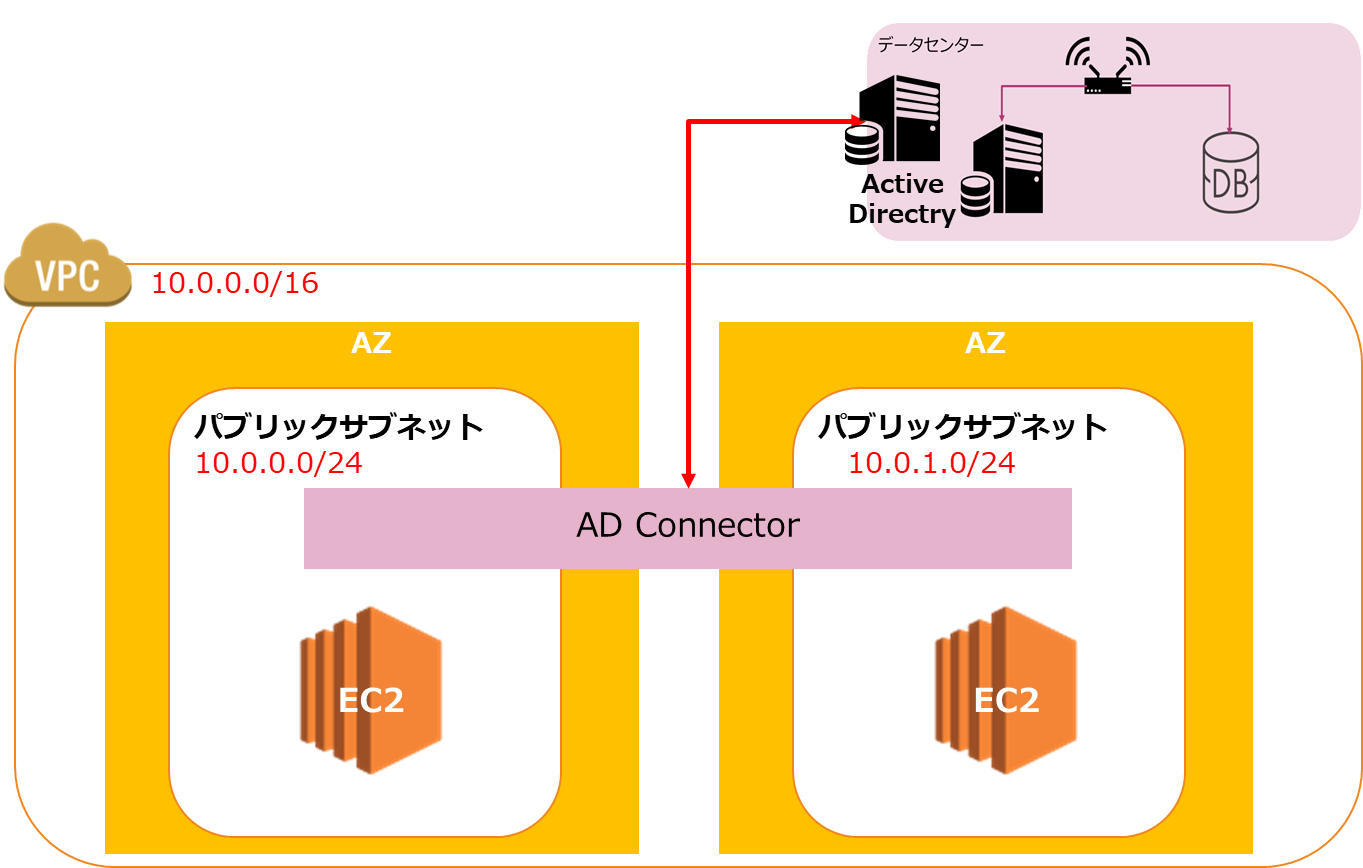 データセンター
Active
Directry
DB
VPC
10.0.0.0/16
AZ
AZ
パブリックサブネット
10.0.0.0/24
パブリックサブネット
10.0.1.0/24
AD Connector
EC2
EC2